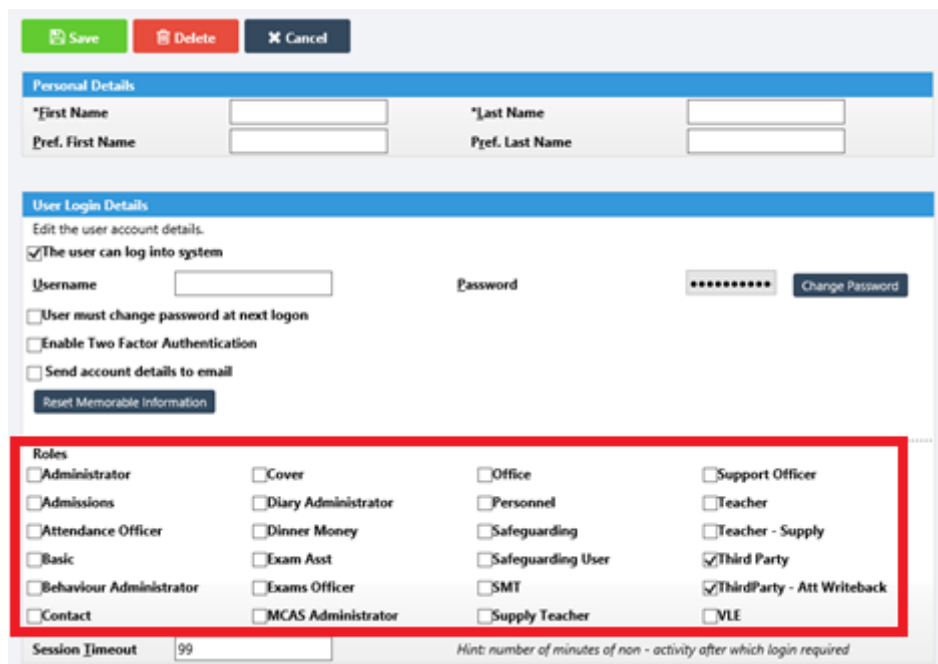 Save Delete Cancel
Personal Details
*First Name *Last Name
Pref. First Name Pref. Last Name
User Login Details
Edit the user account details.
The user can log into system
Username Password •••••••••• Change Password
User must change password at next logon
Enable Two Factor Authentication
Send account details to email
Reset Memorable Information
Roles
Administrator Cover Office Support Officer
Admissions Diary Administrator Personnel Teacher
Attendance Officer Dinner Money Safeguarding Teacher - Supply
Basic Exam Asst Safeguarding User Third Party
Behaviour Administrator Exams Officer SMT ThirdParty - Att Writeback
Contact MCAS Administrator Supply Teacher VLE
Session Timeout 99 Hint: number of minutes of non - activity after which login required